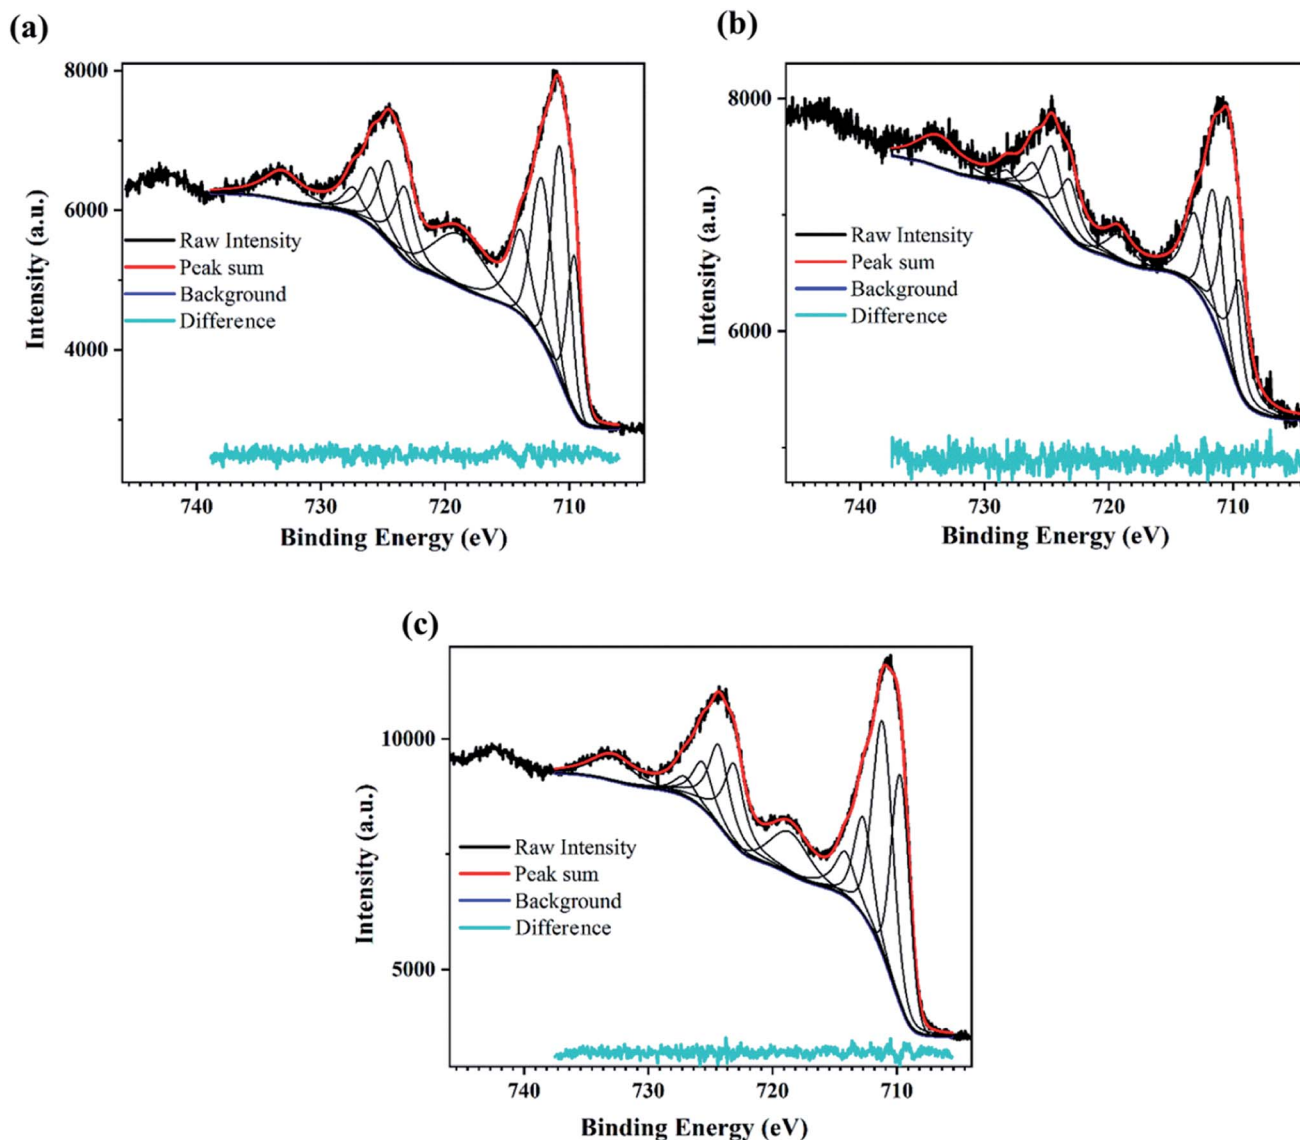 (a)
8000
6000
4000
Intensity (a.u.)
Raw Intensity
Peak sum
Background
Difference
740 730 720 710
Binding Energy (eV)
(b)
8000
6000
Intensity (a.u.)
Raw Intensity
Peak sum
Background
Difference
740 730 720 710
Binding Energy (eV)
(c)
10000
5000
Intensity (a.u.)
Raw Intensity
Peak sum
Background
Difference
740 730 720 710
Binding Energy (eV)